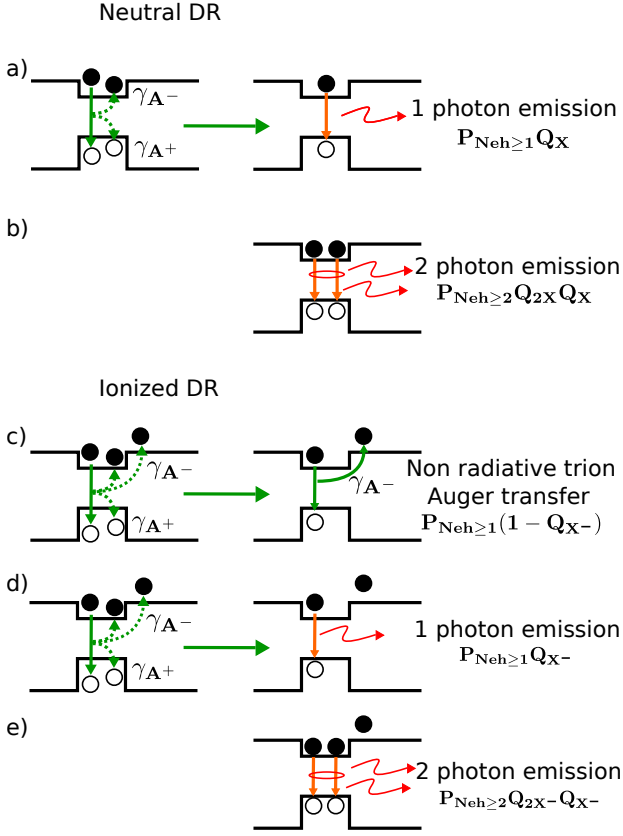 Neutral DR
a)
γA−
γA+
1 photon emission
PNeh≥1QX
b)
2 photon emission
PNeh≥2Q2XQX
Ionized DR
c)
γA−
γA+
γA−
Non radiative trion
Auger transfer
PNeh≥1(1 − QX−)
d)
γA−
γA+
1 photon emission
PNeh≥1QX−
e)
2 photon emission
PNeh≥2Q2X−QX−